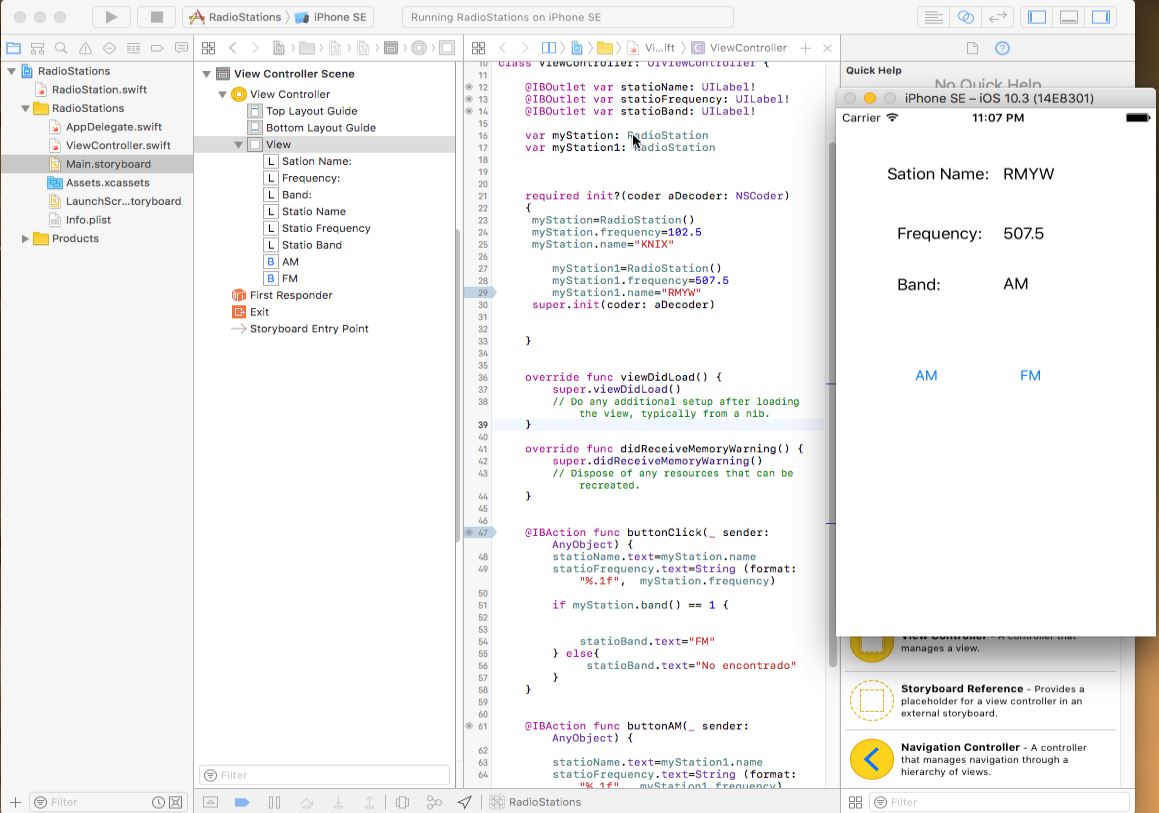 RadioStations
iPhone SE
Running RadioStations on iPhone SE
Vi...ift
ViewController
RadioStations
RadioStation.swift
RadioStations
AppDelegate.swift
ViewController.swift
Main.storyboard
Assets.xcassets
LaunchScr...toryboard
Info.plist
Products
Filter
View Controller Scene
View Controller
Top Layout Guide
Bottom Layout Guide
View
L Sation Name:
L Frequency:
L Band:
L Statio Name
L Statio Frequency
L Statio Band
B AM
B FM
First Responder
Exit
Storyboard Entry Point
Filter
10 class ViewController: UIViewController {
11
12 @IBOutlet var statioName: UILabel!
13 @IBOutlet var statioFrequency: UILabel!
14 @IBOutlet var statioBand: UILabel!
15
16 var myStation: RadioStation
17 var myStation1: RadioStation
18
19
20
21 required init?(coder aDecoder: NSCoder)
22 {
23 myStation=RadioStation()
24 myStation.frequency=102.5
25 myStation.name="KNIX"
26
27 myStation1=RadioStation()
28 myStation1.frequency=507.5
29 myStation1.name="RMYW"
30 super.init(coder: aDecoder)
31
32
33 }
34
35
36 override func viewDidLoad() {
37 super.viewDidLoad()
38 // Do any additional setup after loading
the view, typically from a nib.
39 }
40
41 override func didReceiveMemoryWarning() {
42 super.didReceiveMemoryWarning()
43 // Dispose of any resources that can be
recreated.
44 }
45
46
47 @IBAction func buttonClick(_ sender:
AnyObject) {
48 statioName.text=myStation.name
49 statioFrequency.text=String (format:
"%.1f", myStation.frequency)
50
51 if myStation.band() == 1 {
52
53
54 statioBand.text="FM"
55 } else{
56 statioBand.text="No encontrado"
57 }
58 }
59
60
61 @IBAction func buttonAM(_ sender:
AnyObject) {
62
63 statioName.text=myStation1.name
64 statioFrequency.text=String (format:
"%.1f", myStation1.frequency)
RadioStations
Quick Help
No Quick Help
iPhone SE – iOS 10.3 (14E8301)
Carrier
11:07 PM
Sation Name: RMYW
Frequency: 507.5
Band: AM
AM FM
View Controller - A controller that
manages a view.
Storyboard Reference - Provides a
placeholder for a view controller in an
external storyboard.
Navigation Controller - A controller
that manages navigation through a
hierarchy of views.
Filter